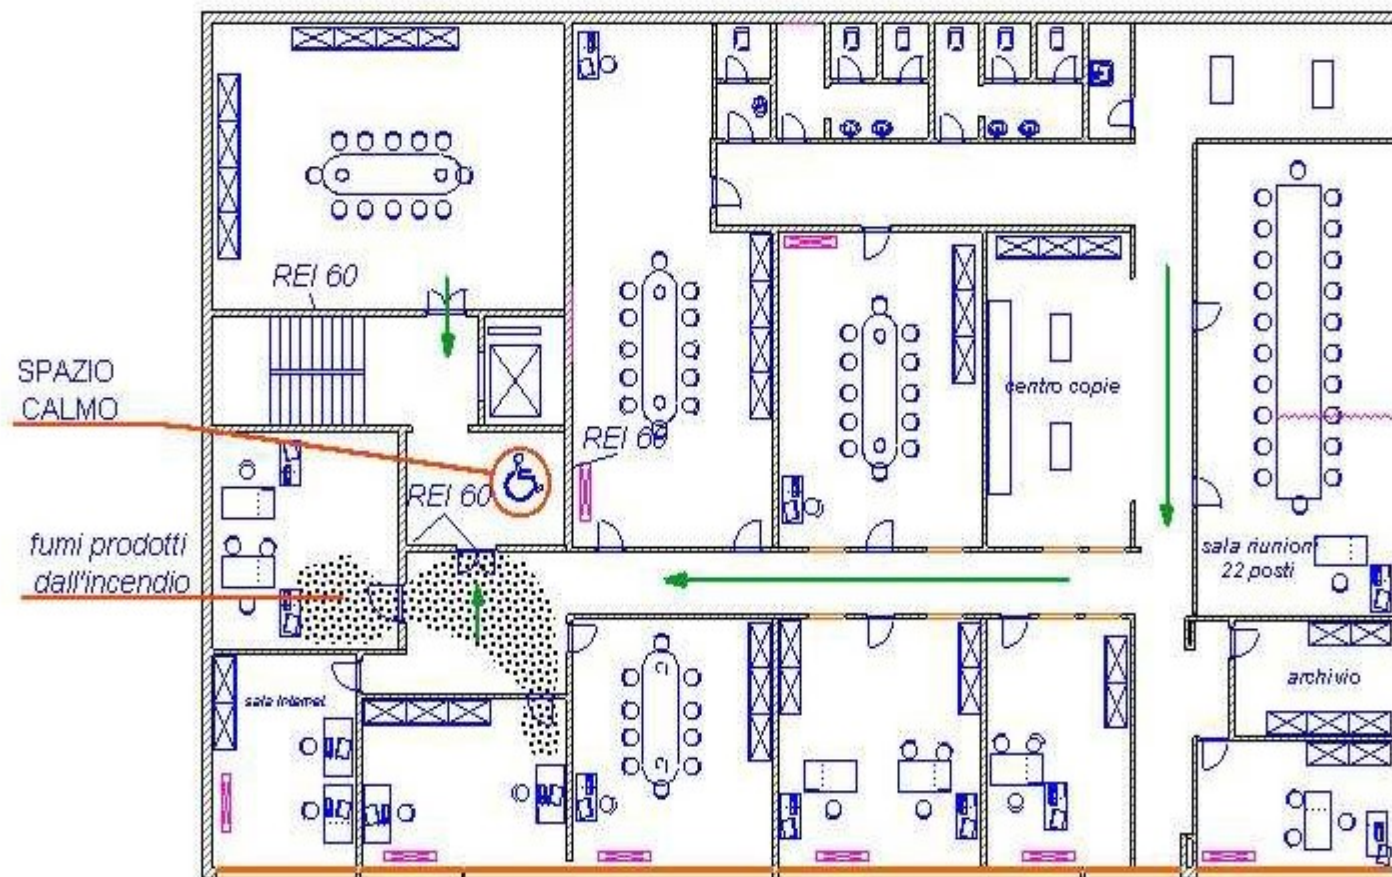 REI 60
SPAZIO
CALMO
centro copie
REI 60
REI 60
fumi prodotti
dall'incendio
sala riunioni
22 posti
archivio
sala internet